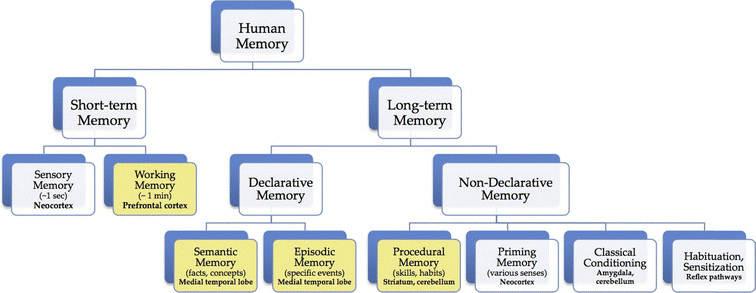 Human
Memory
Short-term
Memory
Long-term
Memory
Sensory
Memory
(~1 sec)
Neocortex
Working
Memory
(~ 1 min)
Prefrontal cortex
Declarative
Memory
Non-Declarative
Memory
Semantic
Memory
(facts, concepts)
Medial temporal lobe
Episodic
Memory
(specific events)
Medial temporal lobe
Procedural
Memory
(skills, habits)
Striatum, cerebellum
Priming
Memory
(various senses)
Neocortex
Classical
Conditioning
Amygdala,
cerebellum
Habituation,
Sensitization
Reflex pathways